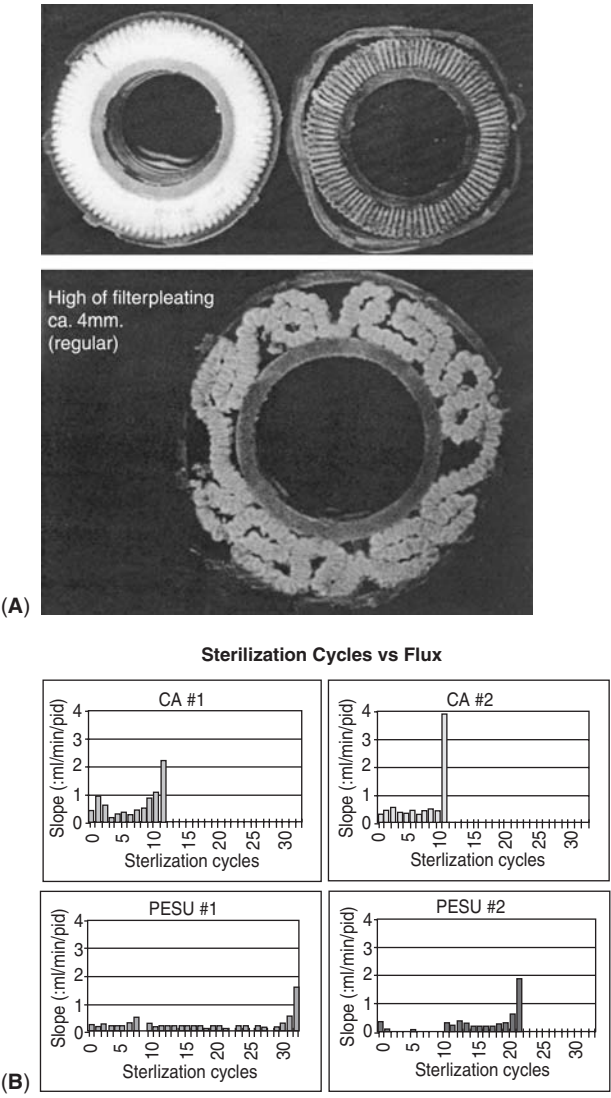 High of filterpleating
ca. 4mm.
(regular)
(A)
Sterilization Cycles vs Flux
CA #1
Slope (:ml/min/pid)
4
3
2
1
0
0 5 10 15 20 25 30
Sterlization cycles
CA #2
Slope (:ml/min/pid)
4
3
2
1
0
0 5 10 15 20 25 30
Sterlization cycles
PESU #1
Slope (:ml/min/pid)
4
3
2
1
0
0 5 10 15 20 25 30
Sterlization cycles
PESU #2
Slope (:ml/min/pid)
4
3
2
1
0
0 5 10 15 20 25 30
Sterlization cycles
(B)